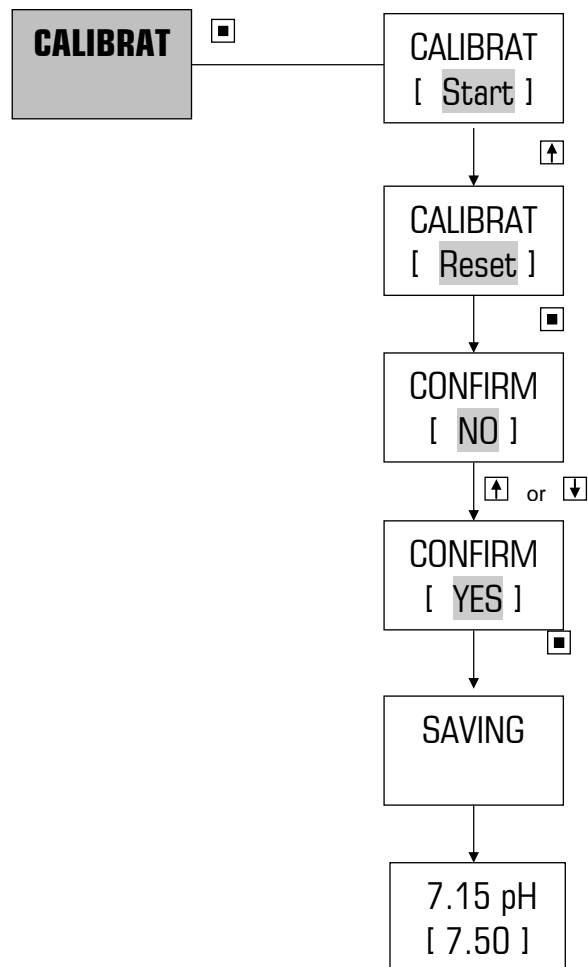 CALIBRAT
CALIBRAT
[ Start ]
CALIBRAT
[ Reset ]
CONFIRM
[ NO ]
or
CONFIRM
[ YES ]
SAVING
7.15 pH
[ 7.50 ]